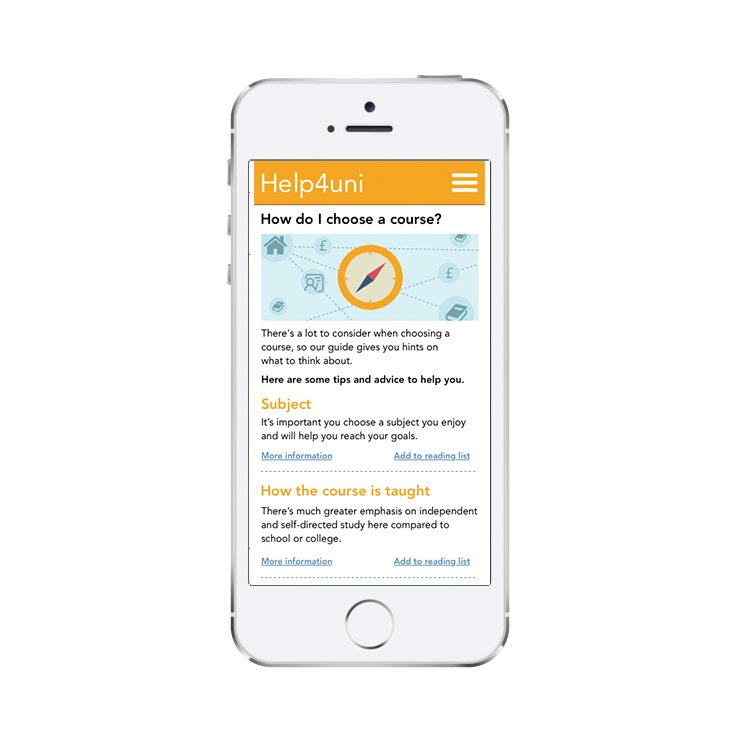 Help4uni
How do I choose a course?
£
£
There's a lot to consider when choosing a
course, so our guide gives you hints on
what to think about.
Here are some tips and advice to help you.
Subject
It's important you choose a subject you enjoy
and will help you reach your goals.
More information Add to reading list
How the course is taught
There's much greater emphasis on independent
and self-directed study here compared to
school or college.
More information Add to reading list